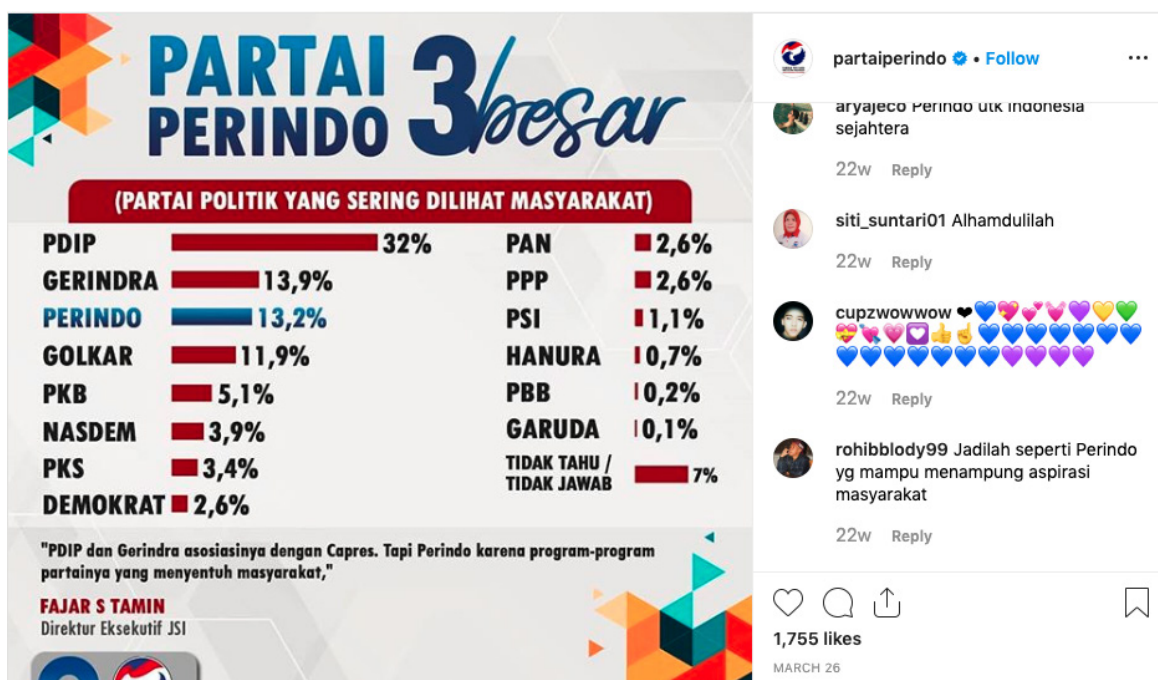 PARTAI
PERINDO
3 besar
(PARTAI POLITIK YANG SERING DILIHAT MASYARAKAT)
PDIP 32%
GERINDRA 13,9%
PERINDO 13,2%
GOLKAR 11,9%
PKB 5,1%
NASDEM 3,9%
PKS 3,4%
DEMOKRAT 2,6%
PAN 2,6%
PPP 2,6%
PSI 1,1%
HANURA 0,7%
PBB 0,2%
GARUDA 0,1%
TIDAK TAHU /
TIDAK JAWAB 7%
"PDIP dan Gerindra asosiasinya dengan Capres. Tapi Perindo karena program-program
partainya yang menyentuh masyarakat,"
FAJAR S TAMIN
Direktur Eksekutif JSI
partaiperindo • Follow
aryajeco Perindo utk indonesia
sejahtera
22w Reply
siti_suntari01 Alhamdulilah
22w Reply
cupzwowwow ❤💙💖💕💓💜💛💚
💝💘💗💟👍☝💙💙💙💙💙💙💙
💙💙💙💙💙💙💙💜💜💜💜
22w Reply
rohibblody99 Jadilah seperti Perindo
yg mampu menampung aspirasi
masyarakat
22w Reply
1,755 likes
MARCH 26